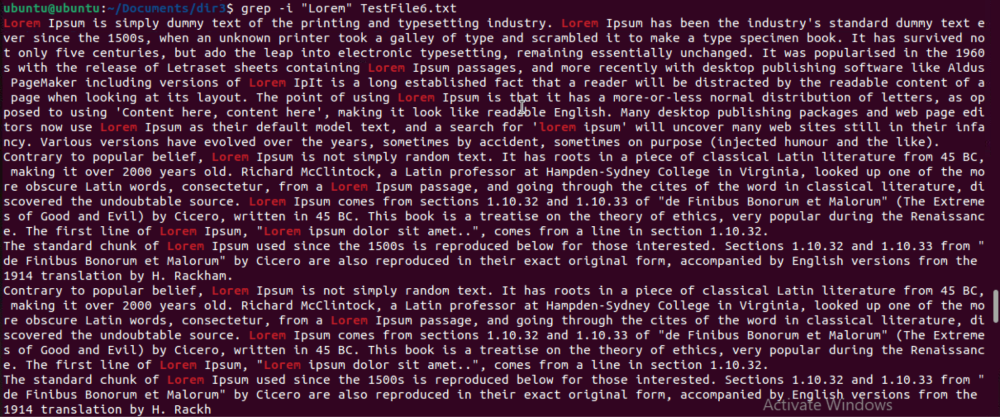 ubuntu@ubuntu:~/Documents/dir3$ grep -i "Lorem" TestFile6.txt
Lorem Ipsum is simply dummy text of the printing and typesetting industry. Lorem Ipsum has been the industry's standard dummy text e
ver since the 1500s, when an unknown printer took a galley of type and scrambled it to make a type specimen book. It has survived no
t only five centuries, but ado the leap into electronic typesetting, remaining essentially unchanged. It was popularised in the 1960
s with the release of Letraset sheets containing Lorem Ipsum passages, and more recently with desktop publishing software like Aldus
 PageMaker including versions of Lorem IpIt is a long established fact that a reader will be distracted by the readable content of a
 page when looking at its layout. The point of using Lorem Ipsum is that it has a more-or-less normal distribution of letters, as op
posed to using 'Content here, content here', making it look like readable English. Many desktop publishing packages and web page edi
tors now use Lorem Ipsum as their default model text, and a search for 'lorem ipsum' will uncover many web sites still in their infa
ncy. Various versions have evolved over the years, sometimes by accident, sometimes on purpose (injected humour and the like).
Contrary to popular belief, Lorem Ipsum is not simply random text. It has roots in a piece of classical Latin literature from 45 BC,
 making it over 2000 years old. Richard McClintock, a Latin professor at Hampden-Sydney College in Virginia, looked up one of the mo
re obscure Latin words, consectetur, from a Lorem Ipsum passage, and going through the cites of the word in classical literature, di
scovered the undoubtable source. Lorem Ipsum comes from sections 1.10.32 and 1.10.33 of "de Finibus Bonorum et Malorum" (The Extreme
s of Good and Evil) by Cicero, written in 45 BC. This book is a treatise on the theory of ethics, very popular during the Renaissanc
e. The first line of Lorem Ipsum, "Lorem ipsum dolor sit amet..", comes from a line in section 1.10.32.
The standard chunk of Lorem Ipsum used since the 1500s is reproduced below for those interested. Sections 1.10.32 and 1.10.33 from "
de Finibus Bonorum et Malorum" by Cicero are also reproduced in their exact original form, accompanied by English versions from the
1914 translation by H. Rackham.
Contrary to popular belief, Lorem Ipsum is not simply random text. It has roots in a piece of classical Latin literature from 45 BC,
 making it over 2000 years old. Richard McClintock, a Latin professor at Hampden-Sydney College in Virginia, looked up one of the mo
re obscure Latin words, consectetur, from a Lorem Ipsum passage, and going through the cites of the word in classical literature, di
scovered the undoubtable source. Lorem Ipsum comes from sections 1.10.32 and 1.10.33 of "de Finibus Bonorum et Malorum" (The Extreme
s of Good and Evil) by Cicero, written in 45 BC. This book is a treatise on the theory of ethics, very popular during the Renaissanc
e. The first line of Lorem Ipsum, "Lorem ipsum dolor sit amet..", comes from a line in section 1.10.32.
The standard chunk of Lorem Ipsum used since the 1500s is reproduced below for those interested. Sections 1.10.32 and 1.10.33 from "
de Finibus Bonorum et Malorum" by Cicero are also reproduced in their exact original form, accompanied by English versions from the
1914 translation by H. Rackh
Activate Windows